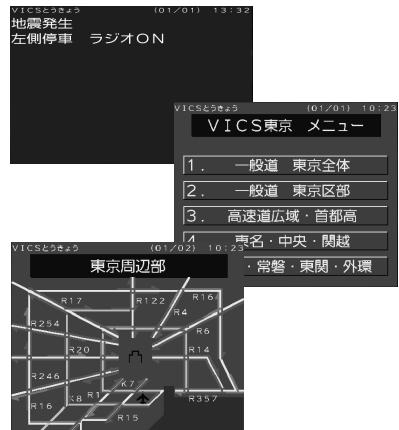 VICSとうきょう (01/01) 13:32
地震発生
左側停車 ラジオON
VICSとうきょう (01/01) 10:23
VICS東京 メニュー
1. 一般道 東京全体
2. 一般道 東京区部
3. 高速道広域・首都高
4. 東名・中央・関越
・常磐・東関・外環
VICSとうきょう (01/02) 10:23
東京周辺部
R17
R122
R16
R4
R254
R6
R20
R14
R246
K7
K8
R1
R16
R357
R15